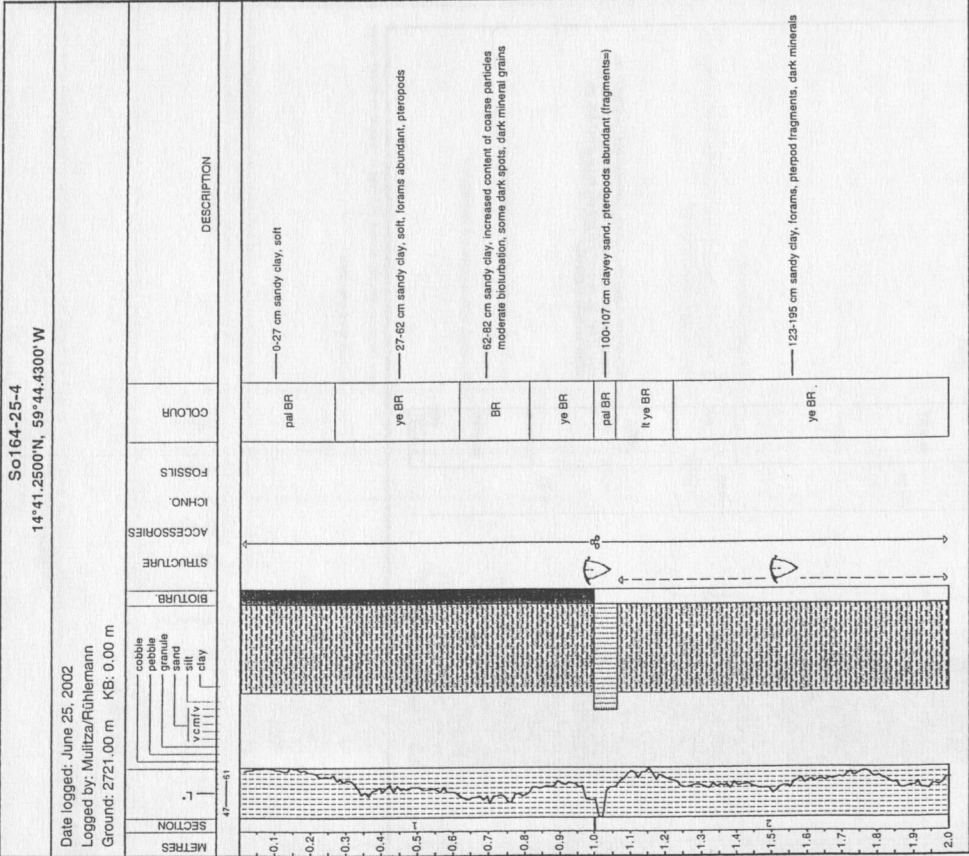 So164-25-4
14°41.2500'N, 59°44.4300'W
Date logged: June 25, 2002
Logged by: Mulitza/Rühlemann
Ground: 2721.00 m KB: 0.00 m
METRES
SECTION
L*
47
61
cobble
pebble
granule
sand
silt
clay
vcmfv
BIOTURB.
STRUCTURE
ACCESSORIES
ICHNO.
FOSSILS
COLOUR
DESCRIPTION
-0.1
-0.2
-0.3
-0.4
-0.5
-0.6
-0.7
-0.8
-0.9
-1.0
-1.1
-1.2
-1.3
-1.4
-1.5
-1.6
-1.7
-1.8
-1.9
2.0
1
2
pal BR
ye BR
BR
ye BR
pal BR
lt ye BR
ye BR
0-27 cm sandy clay, soft
27-62 cm sandy clay, soft, forams abundant, pteropods
62-82 cm sandy clay, increased content of coarse particles
moderate bioturbation, some dark spots, dark mineral grains
100-107 cm clayey sand, pteropods abundant (fragments=)
123-195 cm sandy clay, forams, pterpod fragments, dark minerals